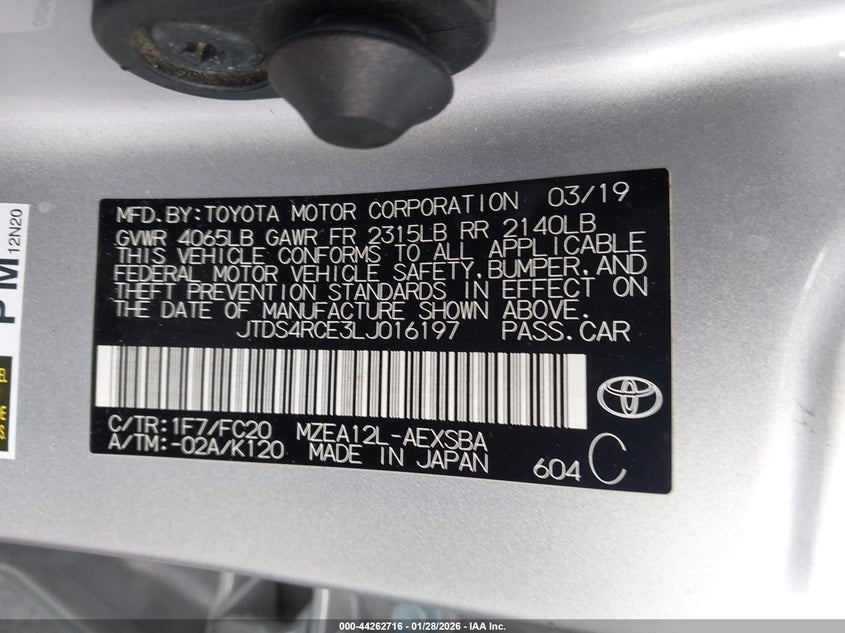 MFD.BY:TOYOTA MOTOR CORPORATION 03/19
GVWR 4065LB GAWR FR 2315LB RR 2140LB
THIS VEHICLE CONFORMS TO ALL APPLICABLE
FEDERAL MOTOR VEHICLE SAFETY,BUMPER,AND
THEFT PREVENTION STANDARDS IN EFFECT ON
THE DATE OF MANUFACTURE SHOWN ABOVE.
JTDS4RCE3LJ016197 PASS.CAR
C/TR:1F7/FC20 MZEA12L-AEXSBA
A/TM:-02A/K120 MADE IN JAPAN
604 C
PM
12N20
000-44262716 - 01/28/2026 - IAA Inc.